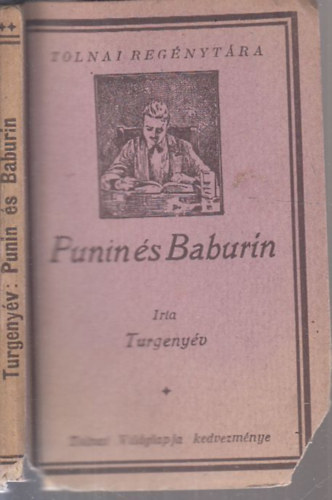 Turgenyév: Punin és Baburin
TOLNAI REGÉNYTÁRA
Punin és Baburin
Irta
Turgenyév
Tolnai Világlapja kedvezménye